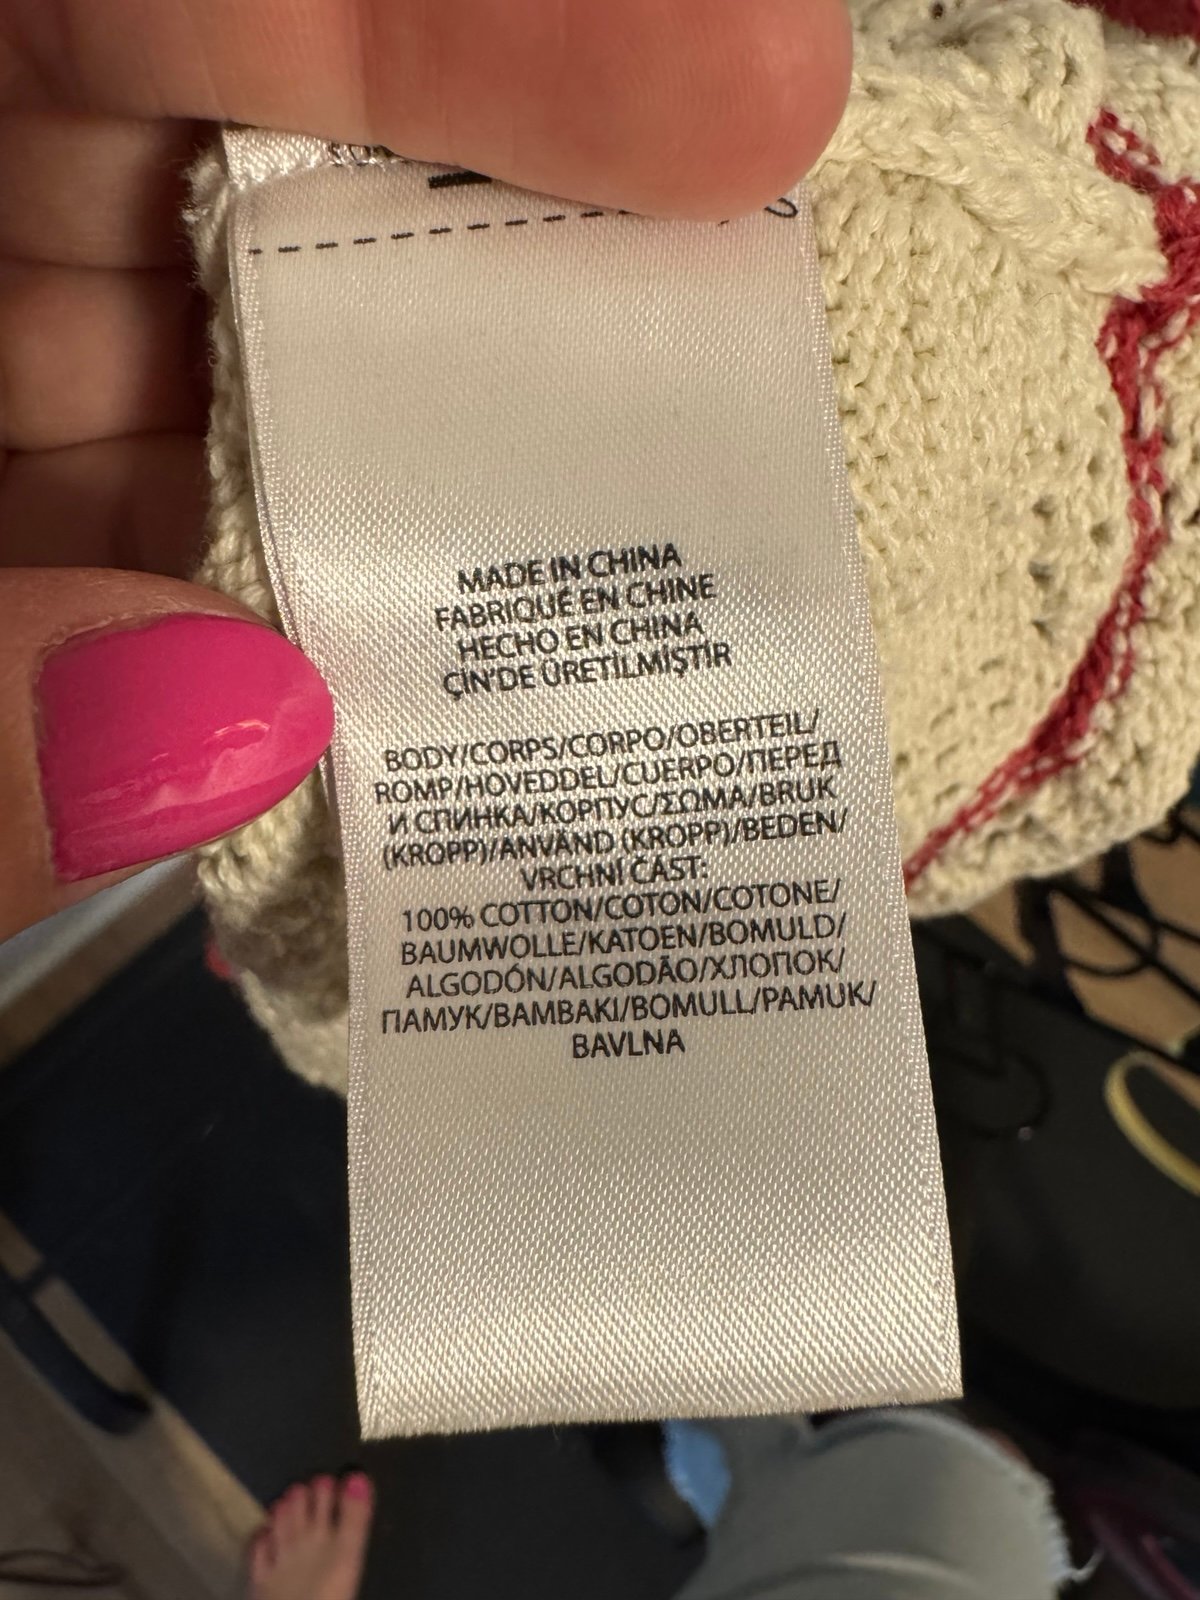 MADE IN CHINA
FABRIQUÉ EN CHINE
HECHO EN CHINA
ÇİN'DE ÜRETİLMİŞTİR
BODY/CORPS/CORPO/OBERTEIL/
ROMP/HOVEDDEL/CUERPO/ПЕРЕД
И СПИНКА/КОРПУС/ΣΩΜΑ/BRUK
(KROPP)/ANVÄND (KROPP)/BEDEN/
VRCHNÍ ČÁST:
100% COTTON/COTON/COTONE/
BAUMWOLLE/KATOEN/BOMULD/
ALGODÓN/ALGODÃO/ХЛОПОК/
ПАМУК/ΒΑΜΒΑΚΙ/BOMULL/PAMUK/
BAVLNA